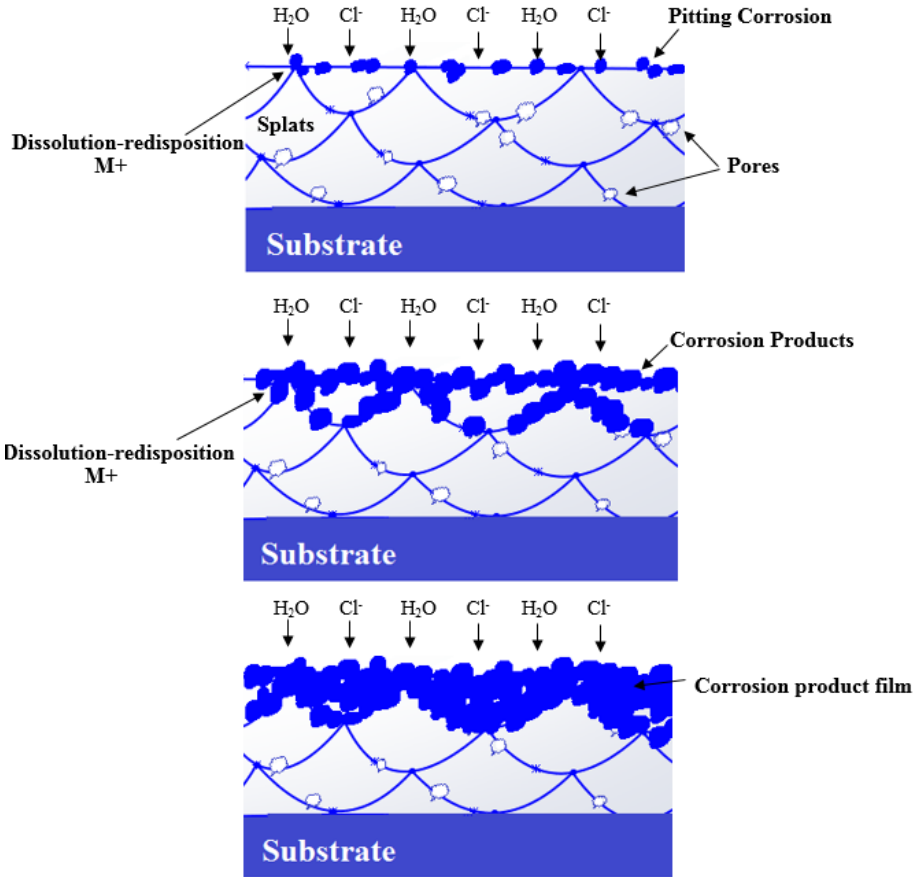 H₂O Cl⁻ H₂O Cl⁻ H₂O Cl⁻
Pitting Corrosion
Splats
Dissolution-redisposition
M+
Pores
Substrate
H₂O Cl⁻ H₂O Cl⁻ H₂O Cl⁻
Corrosion Products
Dissolution-redisposition
M+
Substrate
H₂O Cl⁻ H₂O Cl⁻ H₂O Cl⁻
Corrosion product film
Substrate